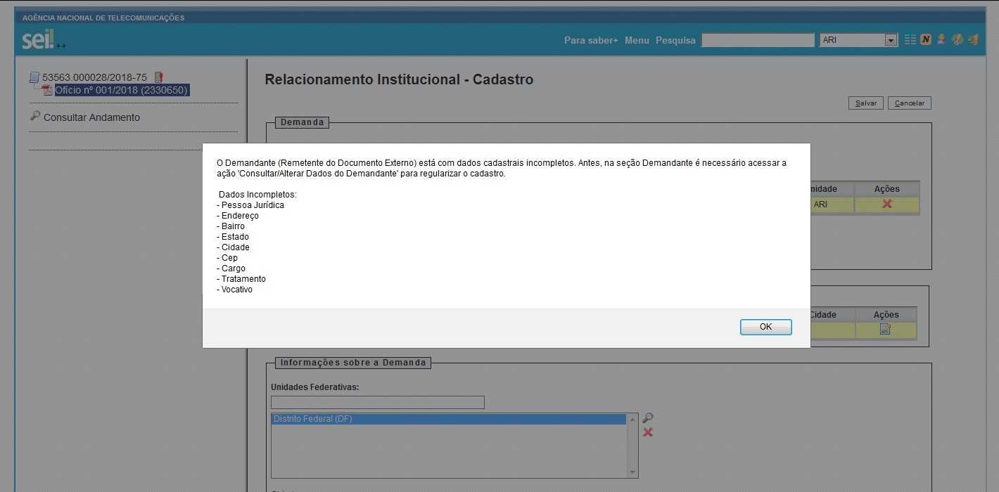 AGÊNCIA NACIONAL DE TELECOMUNICAÇÕES
sei! ++
Para saber+ Menu Pesquisa ARI
53563.000028/2018-75
Ofício nº 001/2018 (2330650)
Consultar Andamento
Relacionamento Institucional - Cadastro
Salvar Cancelar
Demanda
O Demandante (Remetente do Documento Externo) está com dados cadastrais incompletos. Antes, na seção Demandante é necessário acessar a
ação 'Consultar/Alterar Dados do Demandante' para regularizar o cadastro.
Dados Incompletos:
- Pessoa Jurídica
- Endereço
- Bairro
- Estado
- Cidade
- Cep
- Cargo
- Tratamento
- Vocativo
OK
nidade Ações
ARI
Cidade Ações
Informações sobre a Demanda
Unidades Federativas:
Distrito Federal (DF)